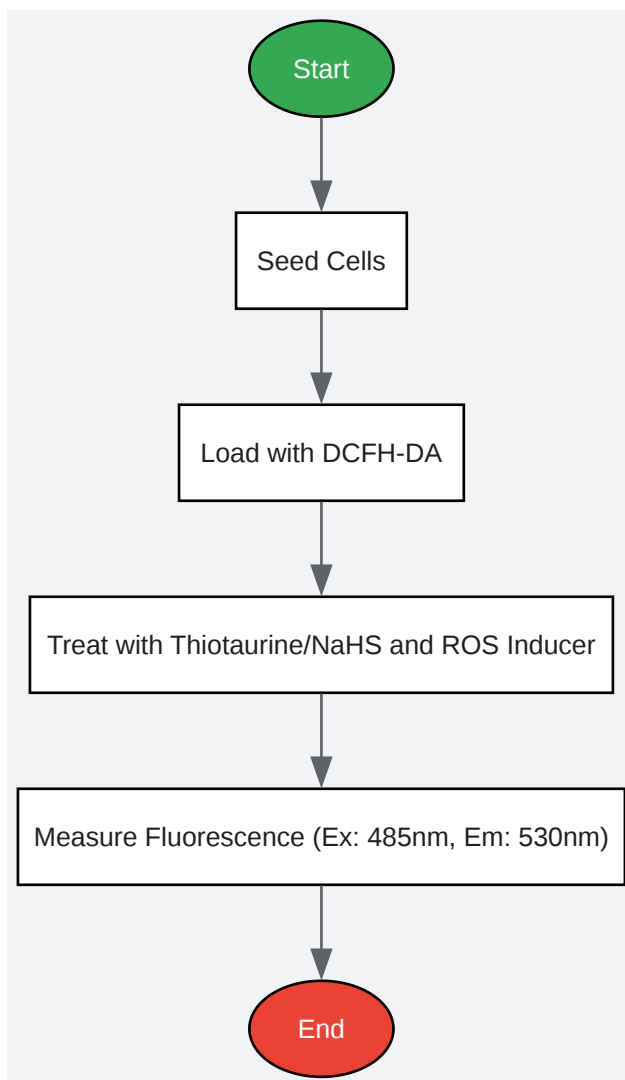 Start
Seed Cells
Load with DCFH-DA
Treat with Thiotaurine/NaHS and ROS Inducer
Measure Fluorescence (Ex: 485nm, Em: 530nm)
End